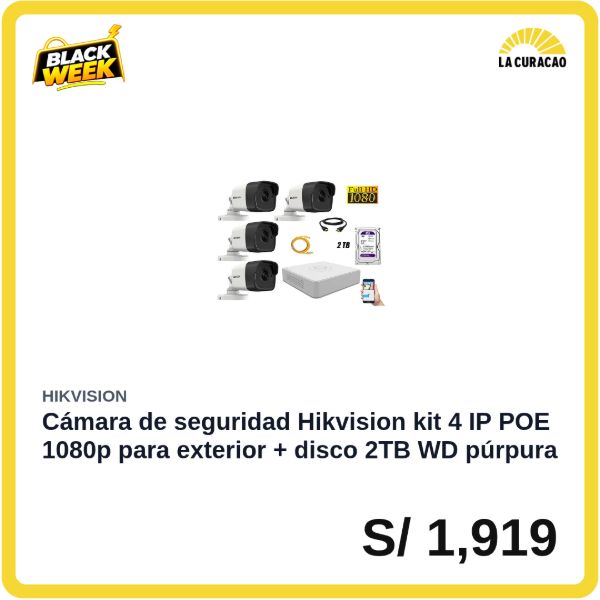 BLACK
WEEK
LA CURACAO
Full HD
1080
2 TB
HIKVISION
Cámara de seguridad Hikvision kit 4 IP POE
1080p para exterior + disco 2TB WD púrpura
S/ 1,919